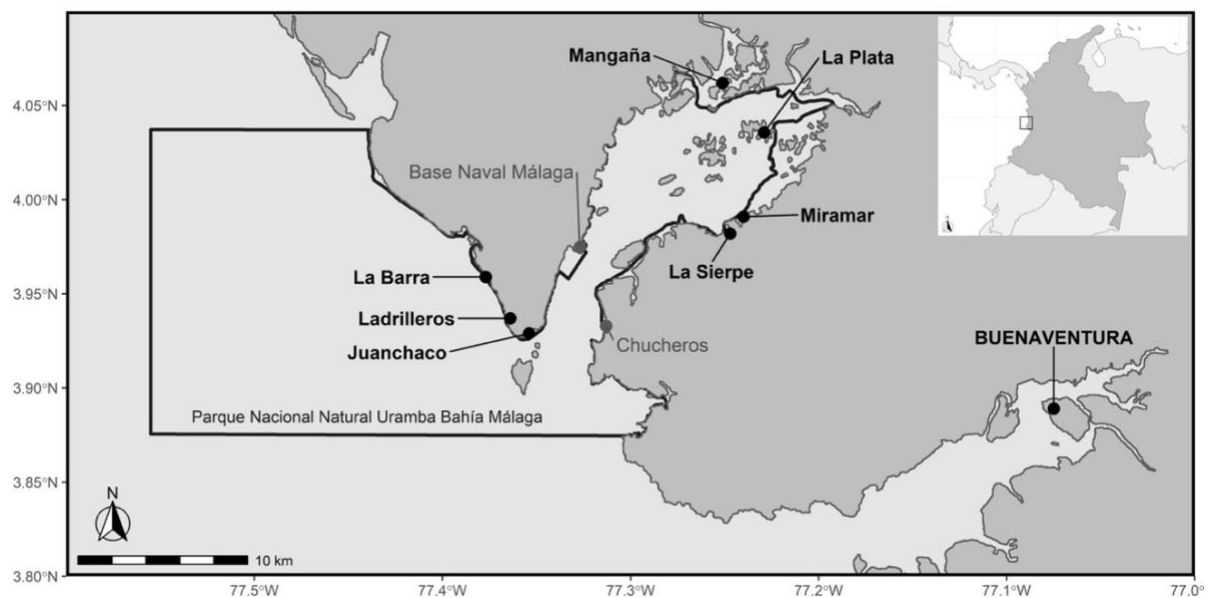 Mangaña
La Plata
4.05°N
Base Naval Málaga
4.00°N
Miramar
La Sierpe
La Barra
3.95°N
Ladrilleros
Juanchaco
Chucheros
BUENAVENTURA
3.90°N
Parque Nacional Natural Uramba Bahía Málaga
3.85°N
N
10 km
3.80°N
77.5°W
77.4°W
77.3°W
77.2°W
77.1°W
77.0°